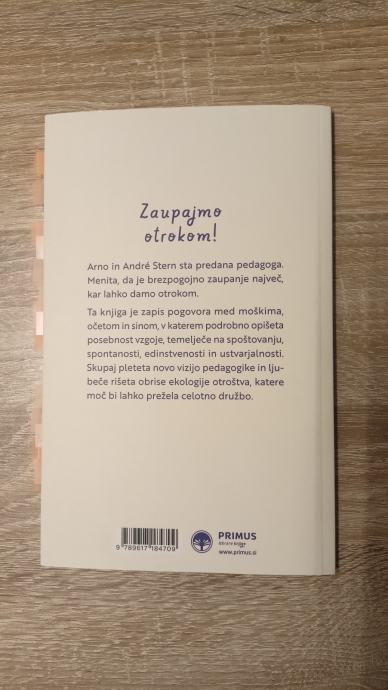 Zaupajmo
otrokom!
Arno in André Stern sta predana pedagoga.
Menita, da je brezpogojno zaupanje največ,
kar lahko damo otrokom.
Ta knjiga je zapis pogovora med moškima,
očetom in sinom, v katerem podrobno opišeta
posebnost vzgoje, temelječe na spoštovanju,
spontanosti, edinstvenosti in ustvarjalnosti.
Skupaj pleteta novo vizijo pedagogike in lju-
beče rišeta obrise ekologije otroštva, katere
moč bi lahko prežela celotno družbo.
9 789617 184709
PRIMUS
www.primus.si